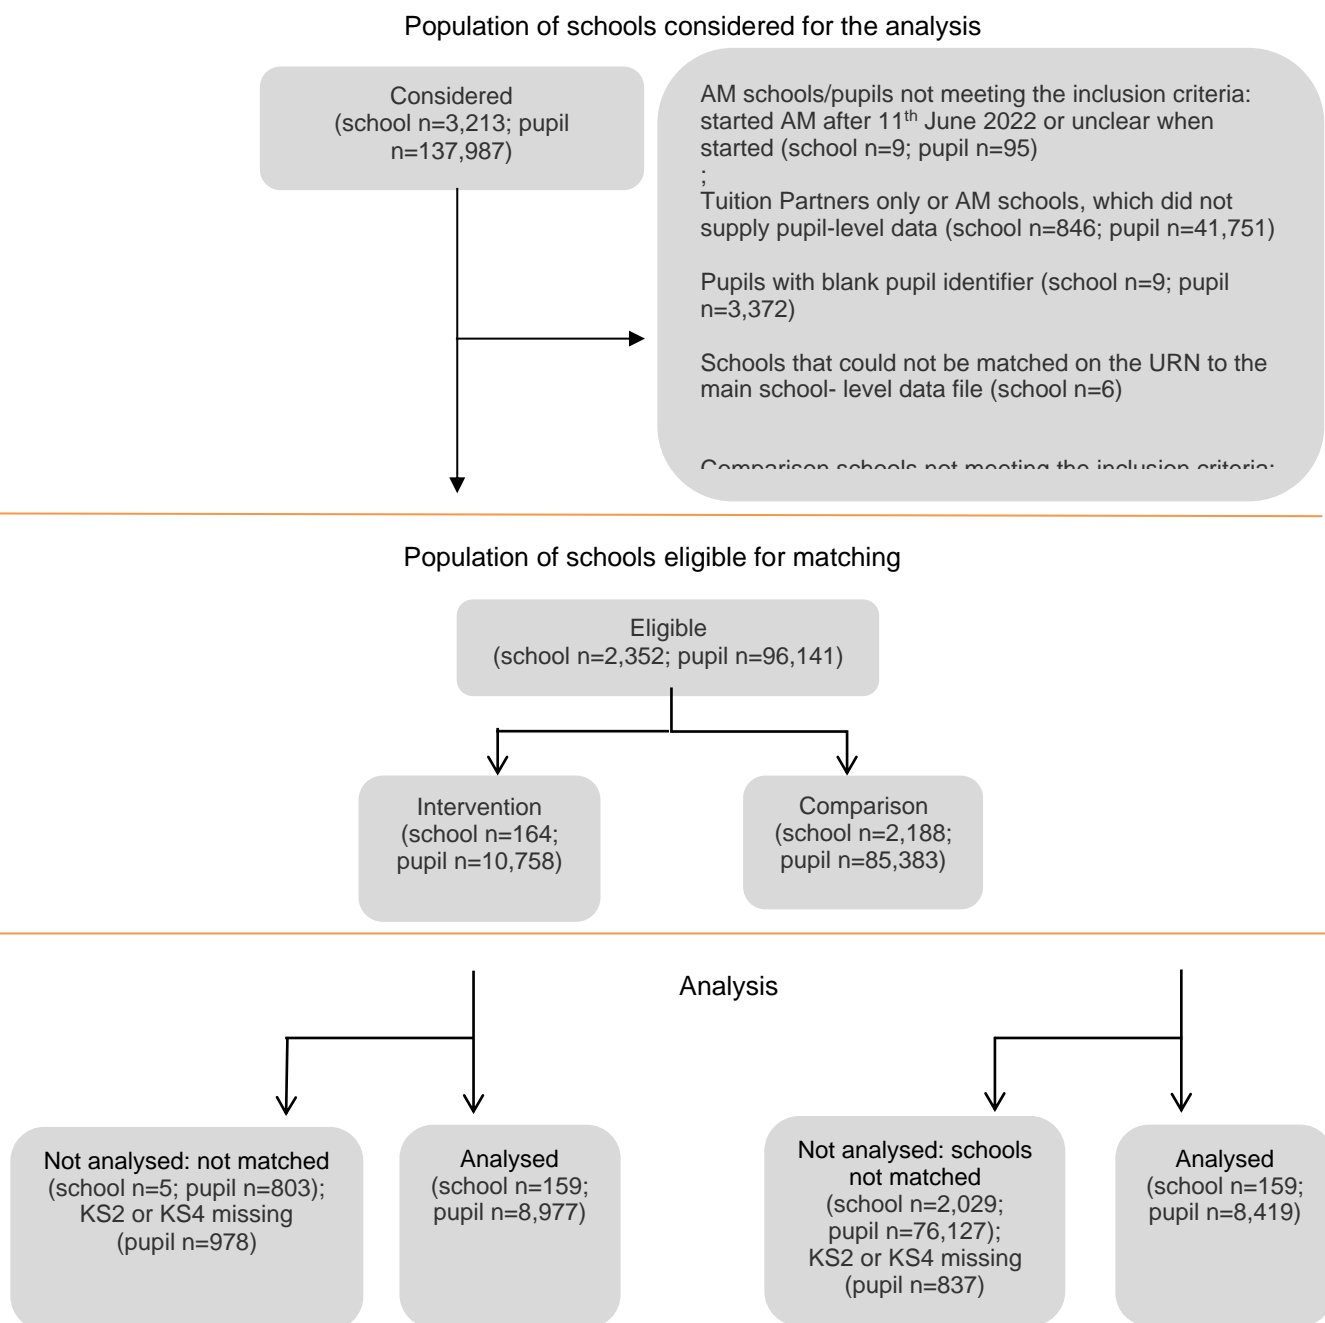 Population of schools considered for the analysis
Considered
(school n=3,213; pupil
n=137,987)
AM schools/pupils not meeting the inclusion criteria:
started AM after 11th June 2022 or unclear when
started (school n=9; pupil n=95)
;
Tuition Partners only or AM schools, which did not
supply pupil-level data (school n=846; pupil n=41,751)
Pupils with blank pupil identifier (school n=9; pupil
n=3,372)
Schools that could not be matched on the URN to the
main school- level data file (school n=6)
Comparison schools not meeting the inclusion criteria:
Population of schools eligible for matching
Eligible
(school n=2,352; pupil n=96,141)
Intervention
(school n=164;
pupil n=10,758)
Comparison
(school n=2,188;
pupil n=85,383)
Analysis
Not analysed: not matched
(school n=5; pupil n=803);
KS2 or KS4 missing
(pupil n=978)
Analysed
(school n=159;
pupil n=8,977)
Not analysed: schools
not matched
(school n=2,029;
pupil n=76,127);
KS2 or KS4 missing
(pupil n=837)
Analysed
(school n=159;
pupil n=8,419)